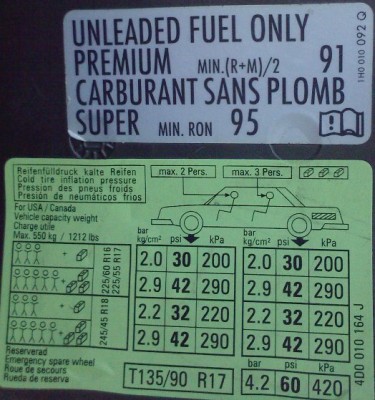 UNLEADED FUEL ONLY
PREMIUM MIN.(R+M)/2 91
CARBURANT SANS PLOMB
SUPER MIN. RON 95
1H0 010 092 Q
Reifenfülldruck kalte Reifen
Cold tire inflation pressure
Pression des pneus froids
Presión de neumáticos frios
For USA / Canada
Vehicle capacity weight
Charge utile
Max. 550 kg / 1212 lbs
max. 2 Pers. max. 3 Pers.
bar kg/cm² psi kPa bar kg/cm² psi kPa
225/60 R16
225/55 R17
2.0 30 200 2.0 30 200
2.9 42 290 2.9 42 290
245/45 R18
2.2 32 220 2.2 32 220
2.9 42 290 2.9 42 290
Reserverad
Emergency spare wheel
Roue de secours
Rueda de reserva
T135/90 R17
bar psi kPa
4.2 60 420
4D0 010 164 J